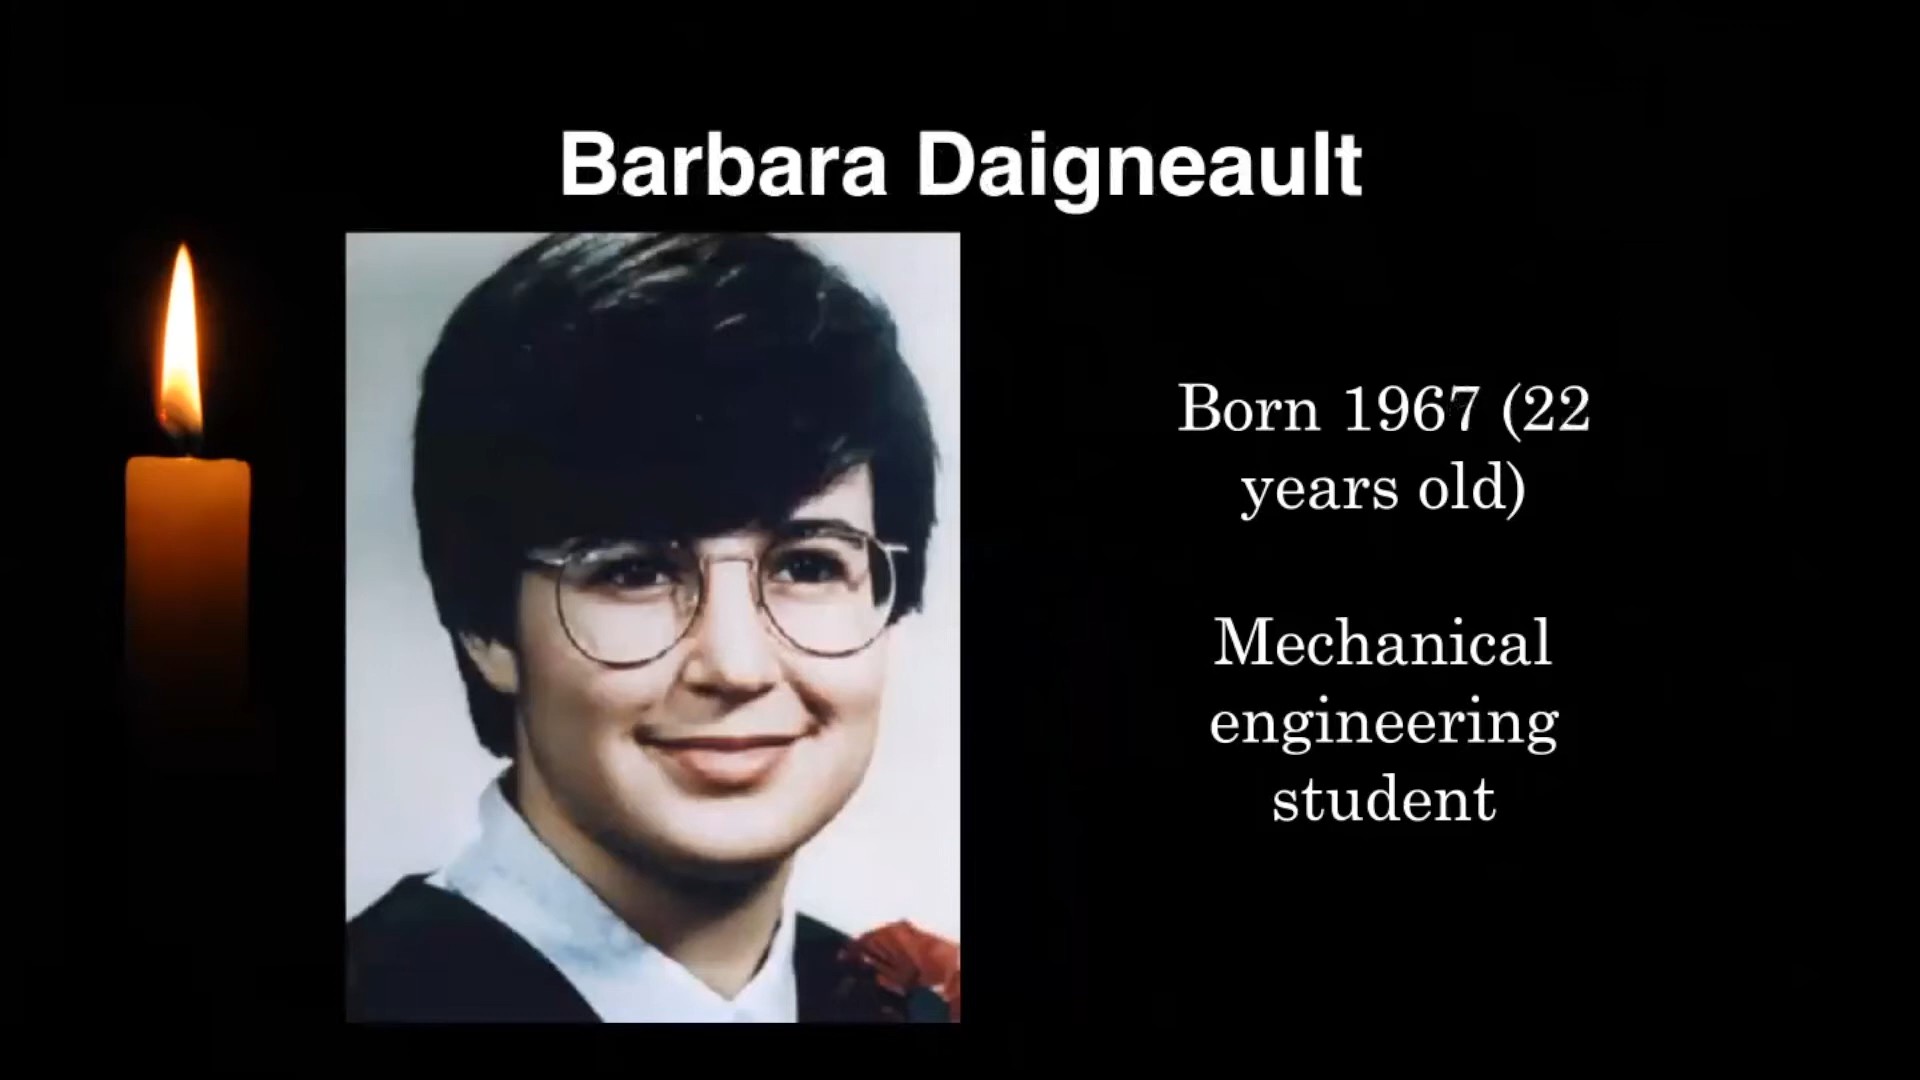 Barbara Daigneault
Born 1967 (22
years old)
Mechanical
engineering
student